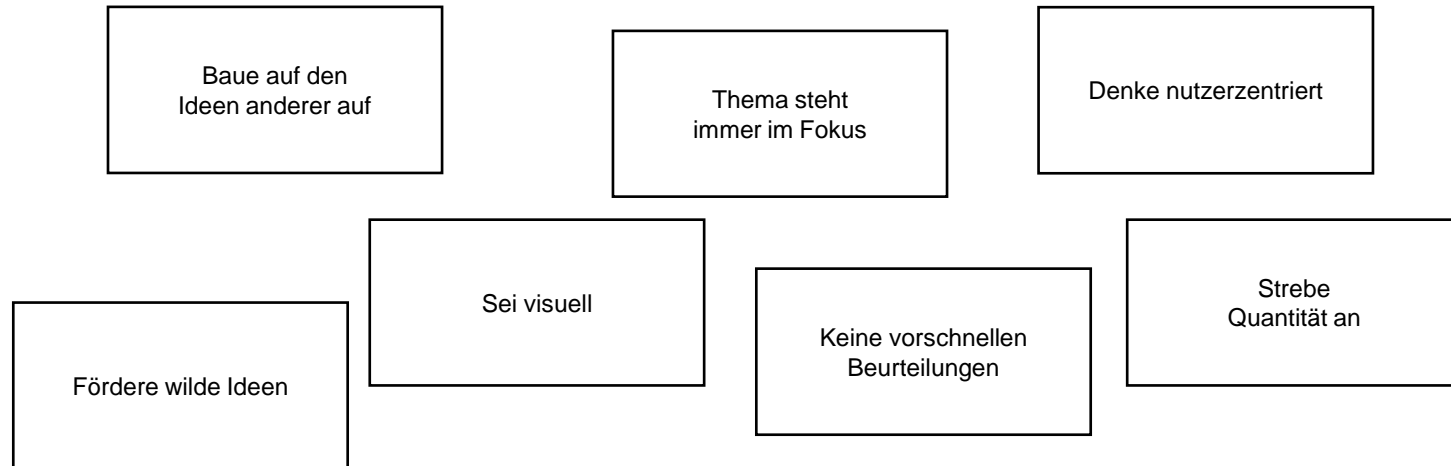 Baue auf den
Ideen anderer auf
Thema steht
immer im Fokus
Denke nutzerzentriert
Sei visuell
Strebe
Quantität an
Keine vorschnellen
Beurteilungen
Fördere wilde Ideen